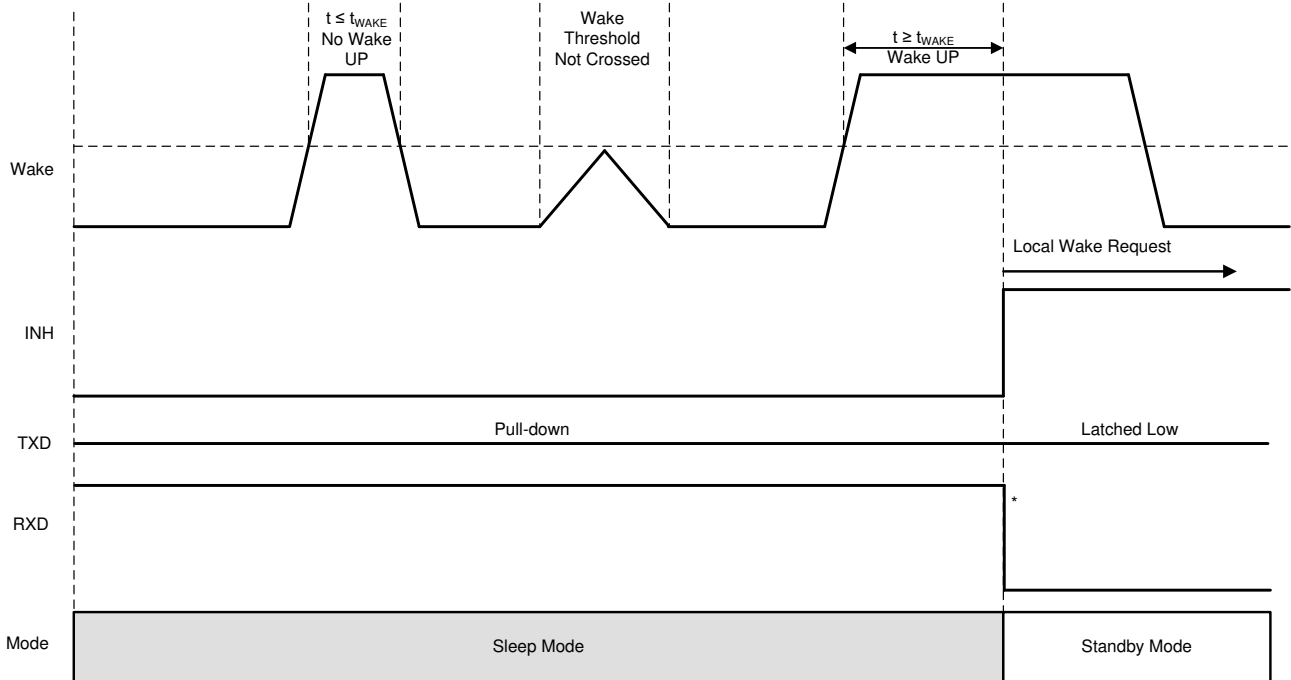 t ≤ tWAKE
No Wake
UP
Wake
Threshold
Not Crossed
t ≥ tWAKE
Wake UP
Wake
Local Wake Request
INH
Pull-down
Latched Low
TXD
*
RXD
Mode
Sleep Mode
Standby Mode